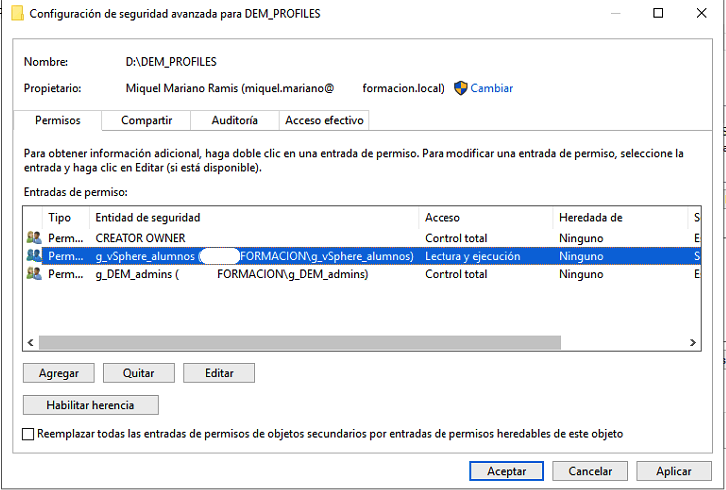 Configuración de seguridad avanzada para DEM_PROFILES
Nombre: D:\DEM_PROFILES
Propietario: Miquel Mariano Ramis (miquel.mariano@ formacion.local) Cambiar
Permisos Compartir Auditoría Acceso efectivo
Para obtener información adicional, haga doble clic en una entrada de permiso. Para modificar una entrada de permiso, seleccione la
entrada y haga clic en Editar (si está disponible).
Entradas de permiso:
Tipo Entidad de seguridad Acceso Heredada de S
Perm... CREATOR OWNER Control total Ninguno
Perm... g_vSphere_alumnos ( FORMACION\g_vSphere_alumnos) Lectura y ejecución Ninguno S
Perm... g_DEM_admins ( FORMACION\g_DEM_admins) Control total Ninguno
Agregar Quitar Editar
Habilitar herencia
Reemplazar todas las entradas de permisos de objetos secundarios por entradas de permisos heredables de este objeto
Aceptar Cancelar Aplicar